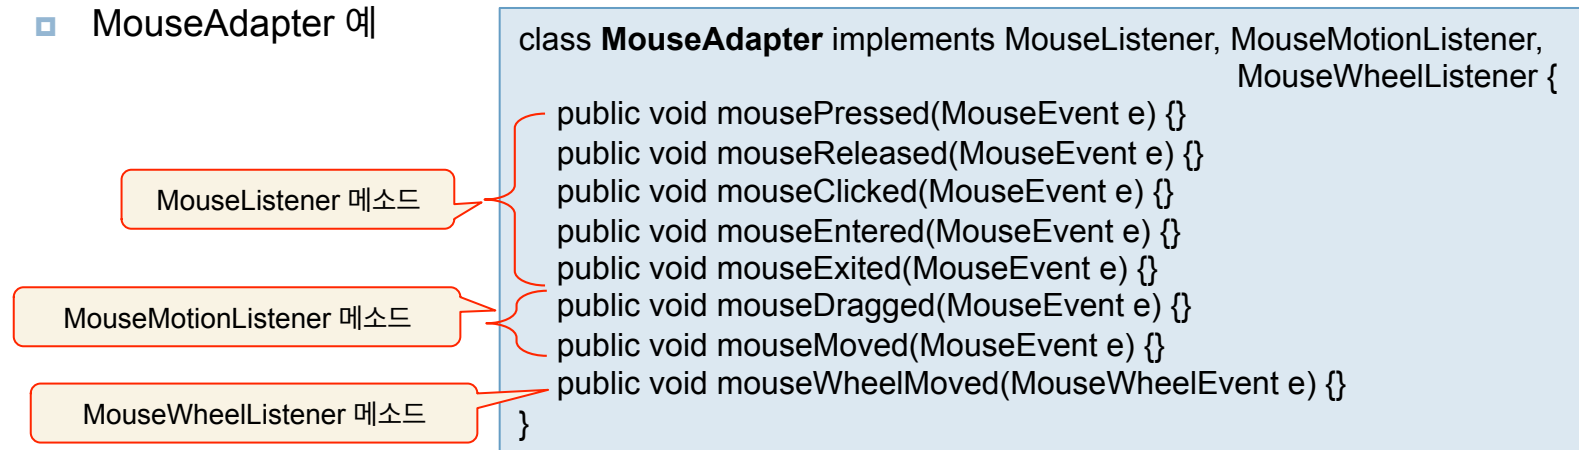 MouseAdapter 예
class MouseAdapter implements MouseListener, MouseMotionListener,
MouseWheelListener {
public void mousePressed(MouseEvent e) {}
public void mouseReleased(MouseEvent e) {}
public void mouseClicked(MouseEvent e) {}
public void mouseEntered(MouseEvent e) {}
public void mouseExited(MouseEvent e) {}
public void mouseDragged(MouseEvent e) {}
public void mouseMoved(MouseEvent e) {}
public void mouseWheelMoved(MouseWheelEvent e) {}
}
MouseListener 메소드
MouseMotionListener 메소드
MouseWheelListener 메소드